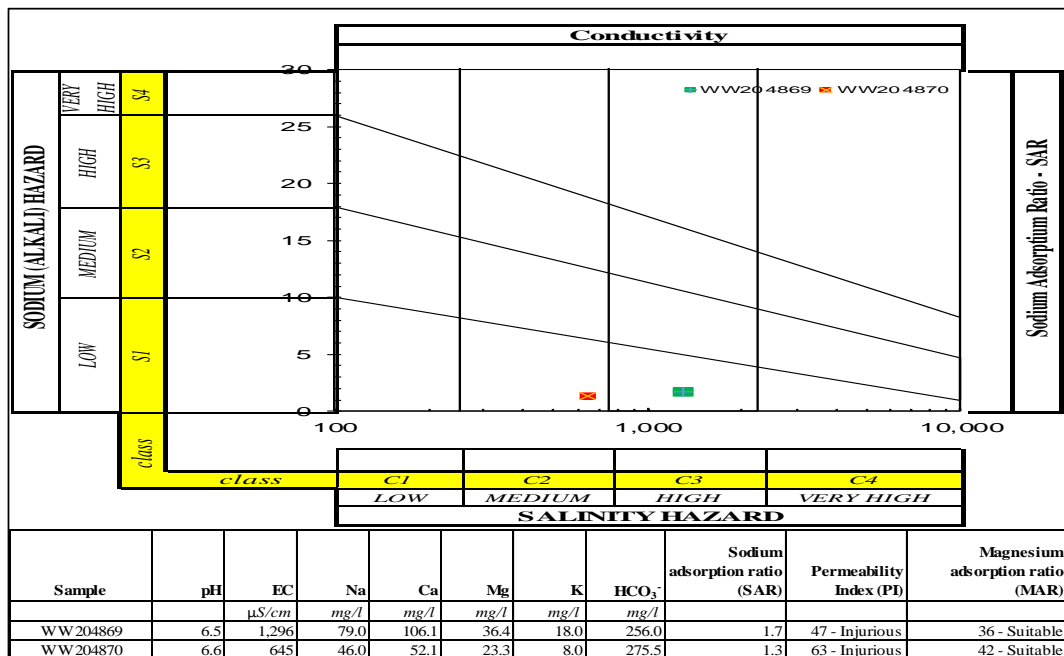 Conductivity
SODIUM (ALKALI) HAZARD
VERY HIGH
HIGH
MEDIUM
LOW
S4
S3
S2
S1
class
30
25
20
15
10
5
0
WW204869 WW204870
100 1,000 10,000
Sodium Adsorptium Ratio - SAR
class C1 C2 C3 C4
LOW MEDIUM HIGH VERY HIGH
SALINITY HAZARD
Sample pH EC Na Ca Mg K HCO₃⁻ Sodium adsorption ratio (SAR) Permeability Index (PI) Magnesium adsorption ratio (MAR)
µS/cm mg/l mg/l mg/l mg/l mg/l
WW204869 6.5 1,296 79.0 106.1 36.4 18.0 256.0 1.7 47 - Injurious 36 - Suitable
WW204870 6.6 645 46.0 52.1 23.3 8.0 275.5 1.3 63 - Injurious 42 - Suitable